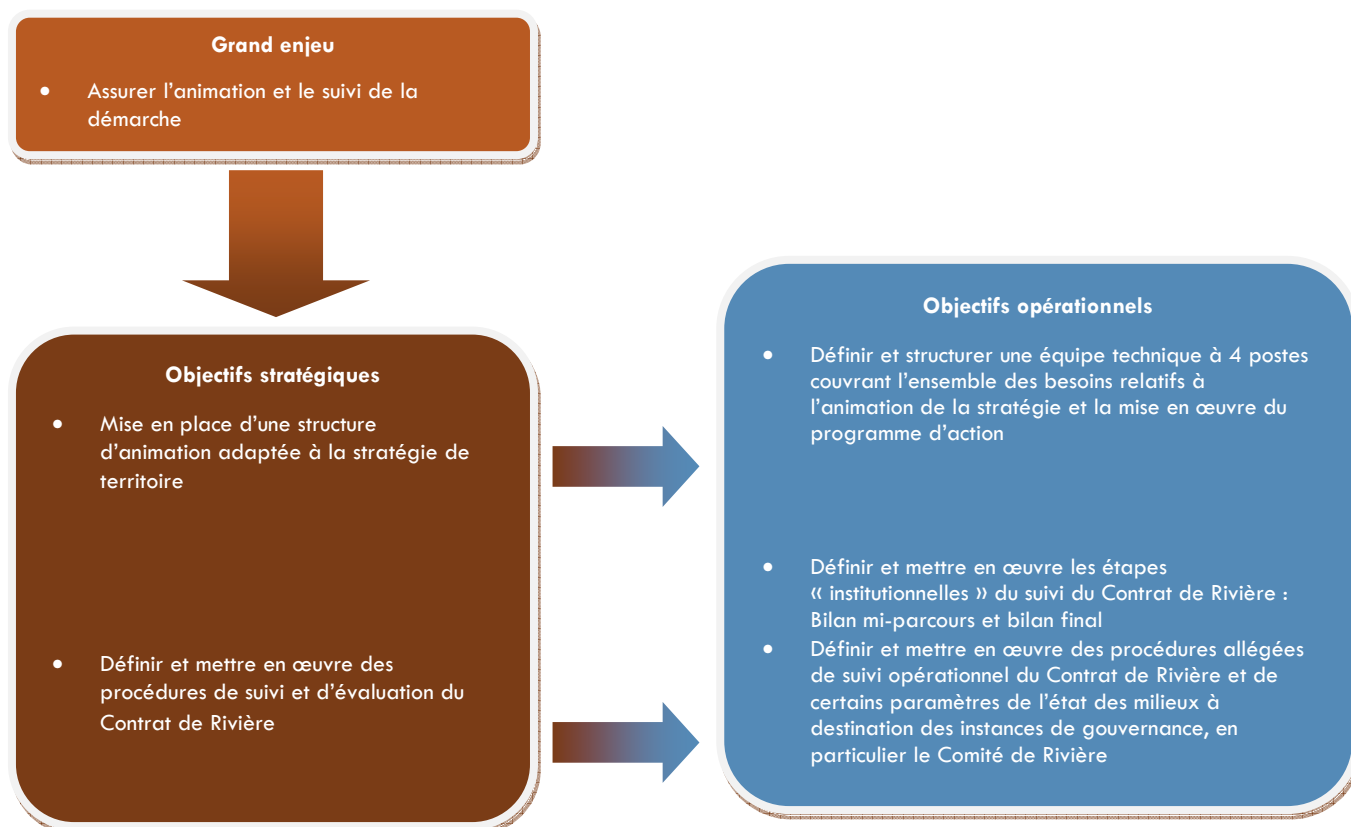 Grand enjeu
• Assurer l’animation et le suivi de la
démarche
Objectifs stratégiques
• Mise en place d’une structure
d’animation adaptée à la stratégie de
territoire
• Définir et mettre en œuvre des
procédures de suivi et d’évaluation du
Contrat de Rivière
Objectifs opérationnels
• Définir et structurer une équipe technique à 4 postes
couvrant l’ensemble des besoins relatifs à
l’animation de la stratégie et la mise en œuvre du
programme d’action
• Définir et mettre en œuvre les étapes
« institutionnelles » du suivi du Contrat de Rivière :
Bilan mi-parcours et bilan final
• Définir et mettre en œuvre des procédures allégées
de suivi opérationnel du Contrat de Rivière et de
certains paramètres de l’état des milieux à
destination des instances de gouvernance, en
particulier le Comité de Rivière